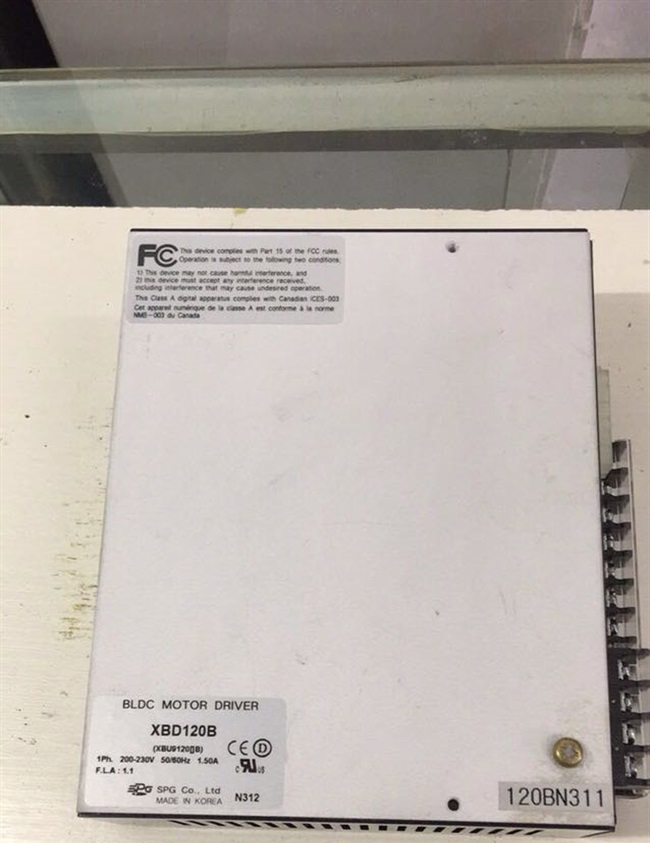 FC This device complies with Part 15 of the FCC rules.
Operation is subject to the following two conditions:
1) This device may not cause harmful interference, and
2) this device must accept any interference received,
including interference that may cause undesired operation.
This Class A digital apparatus complies with Canadian ICES-003
Cet appareil numérique de la classe A est conforme à la norme
NMB-003 du Canada
BLDC MOTOR DRIVER
XBD120B
(XBU9120▯B)
CE D
1Ph. 200-230V 50/60Hz 1.50A
F.L.A : 1.1
c US
SPG SPG Co., Ltd
MADE IN KOREA N312
120BN311